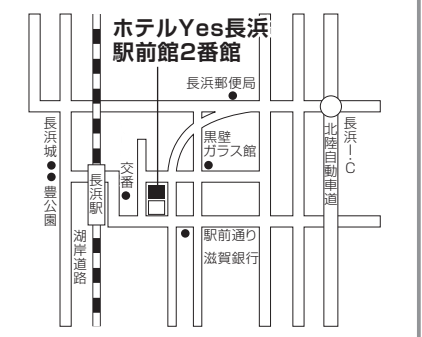 ホテルYes長浜
駅前館2番館
長浜郵便局
長浜I・C
北陸自動車道
黒壁
ガラス館
長浜城
豊公園
交番
長浜駅
湖岸道路
駅前通り
滋賀銀行